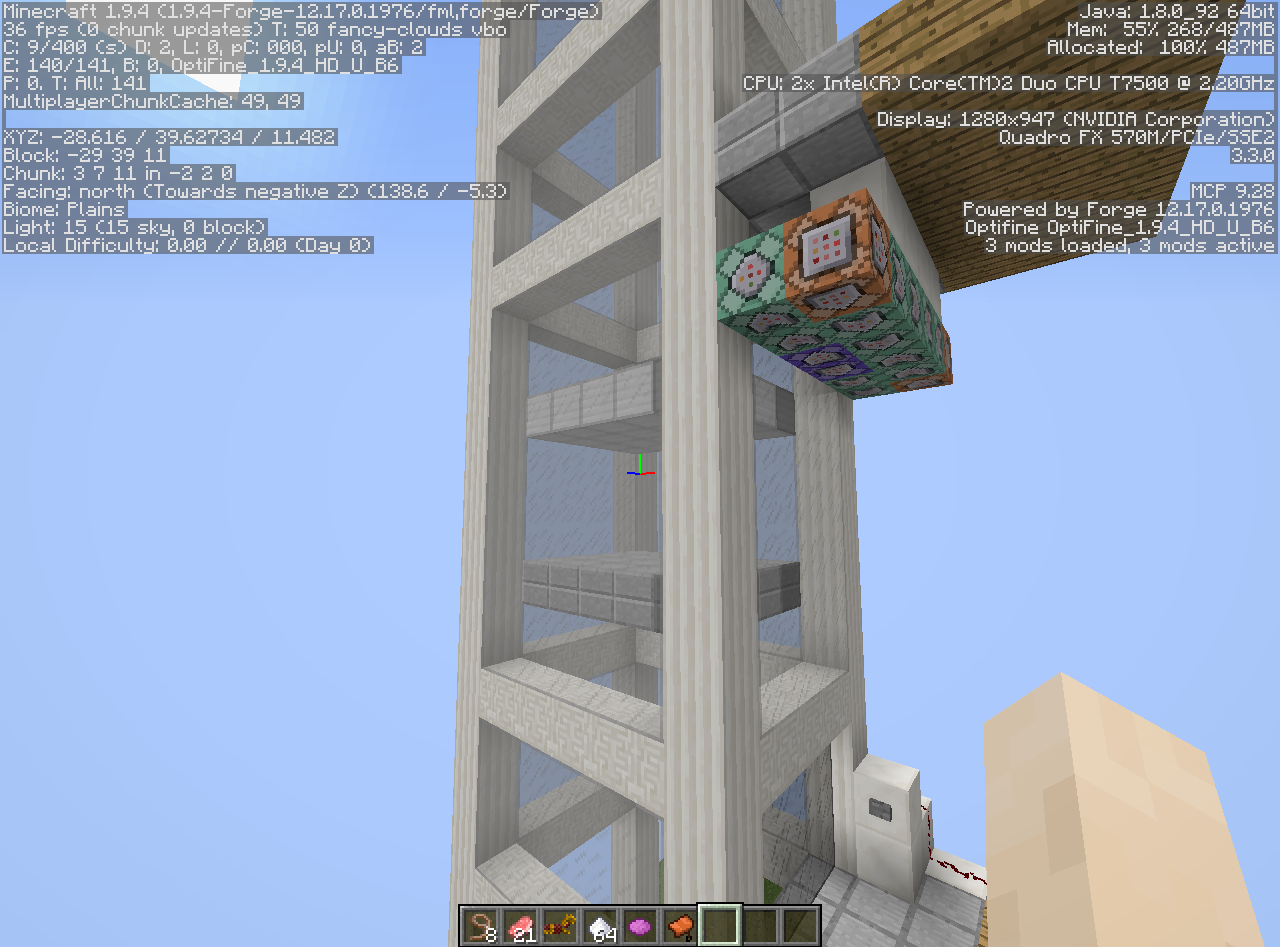 Minecraft 1.9.4 (1.9.4-Forge-12.17.0.1976/fml,forge/Forge)
36 fps (0 chunk updates) T: 50 fancy-clouds vbo
C: 9/400 (s) D: 2, L: 0, pC: 000, pU: 0, aB: 2
E: 140/141, B: 0, OptiFine_1.9.4_HD_U_B6
P: 0. T: All: 141
MultiplayerChunkCache: 49, 49
XYZ: -28.616 / 39.62734 / 11.482
Block: -29 39 11
Chunk: 3 7 11 in -2 2 0
Facing: north (Towards negative Z) (138.6 / -5.3)
Biome: Plains
Light: 15 (15 sky, 0 block)
Local Difficulty: 0.00 // 0.00 (Day 0)
Java: 1.8.0_92 64bit
Mem: 55% 268/487MB
Allocated: 100% 487MB
CPU: 2x Intel(R) Core(TM)2 Duo CPU T7500 @ 2.20GHz
Display: 1280x947 (NVIDIA Corporation)
Quadro FX 570M/PCIe/SSE2
3.3.0
MCP 9.28
Powered by Forge 12.17.0.1976
Optifine OptiFine_1.9.4_HD_U_B6
3 mods loaded, 3 mods active
8 21 64